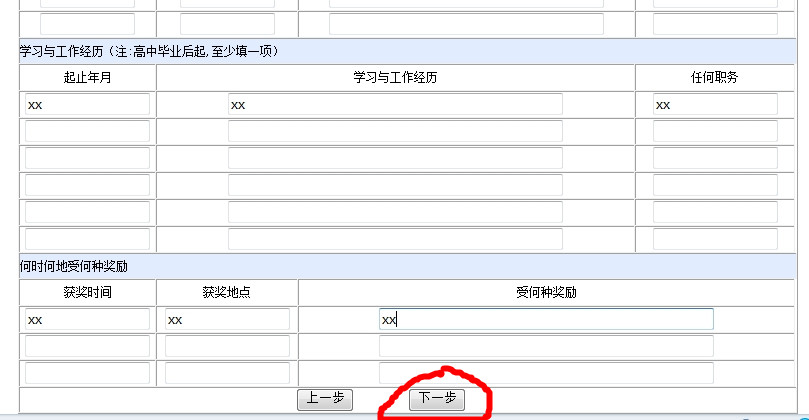 学习与工作经历（注:高中毕业后起,至少填一项）
起止年月 学习与工作经历 任何职务
xx xx xx
何时何地受何种奖励
获奖时间 获奖地点 受何种奖励
xx xx xx
上一步 下一步